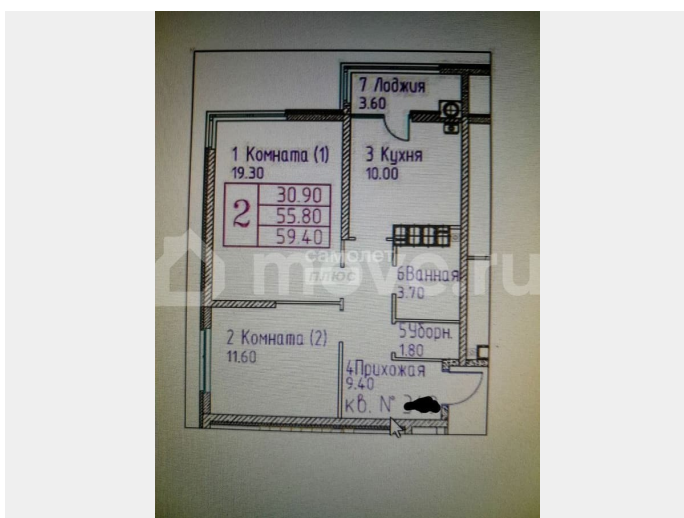 7 Лоджия
3.60
1 Комната (1)
19.30
3 Кухня
10.00
2
30.90
55.80
59.40
самолет
плюс
move.ru
6Ванная
3.70
2 Комната (2)
11.60
5Уборн.
1.80
4Прихожая
9.40
кв. №